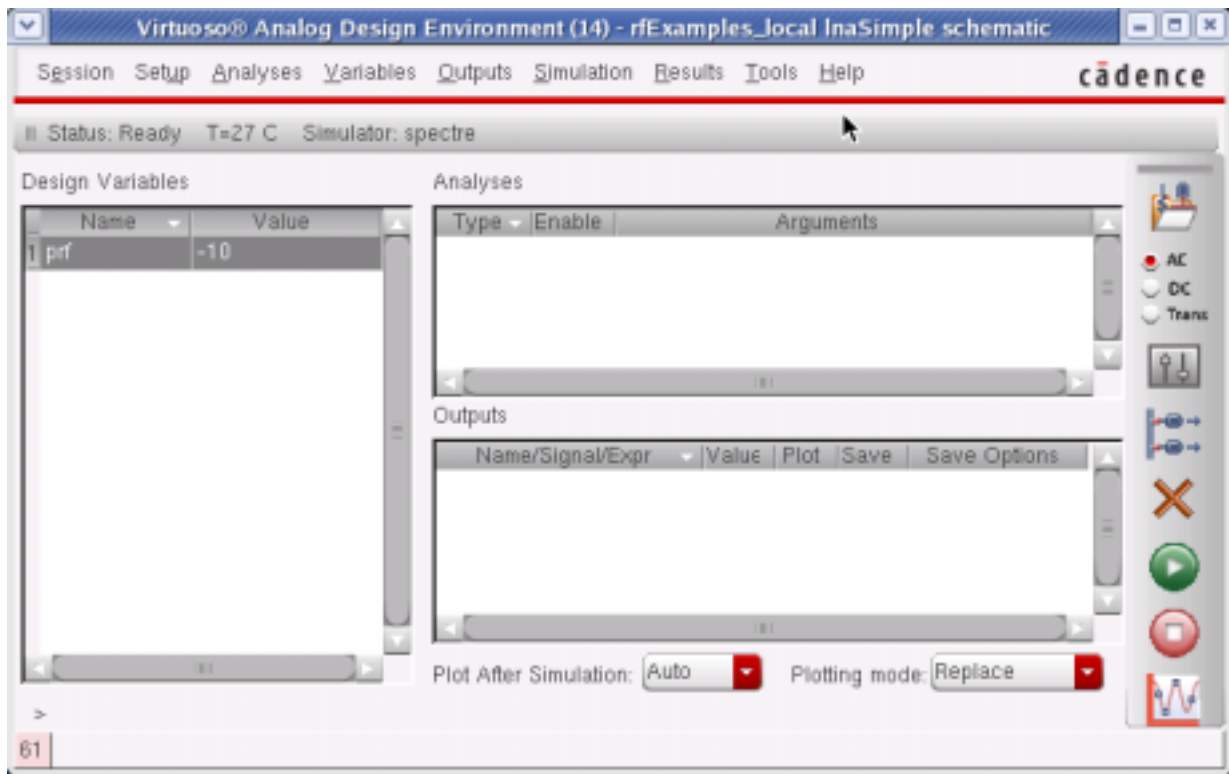 Virtuoso® Analog Design Environment (14) - rfExamples_local lnaSimple schematic
Session Setup Analyses Variables Outputs Simulation Results Tools Help
cādence
Status: Ready T=27 C Simulator: spectre
Design Variables
Name Value
1 prf -10
Analyses
Type Enable Arguments
AC
DC
Trans
Outputs
Name/Signal/Expr Value Plot Save Save Options
Plot After Simulation: Auto Plotting mode: Replace
>
61